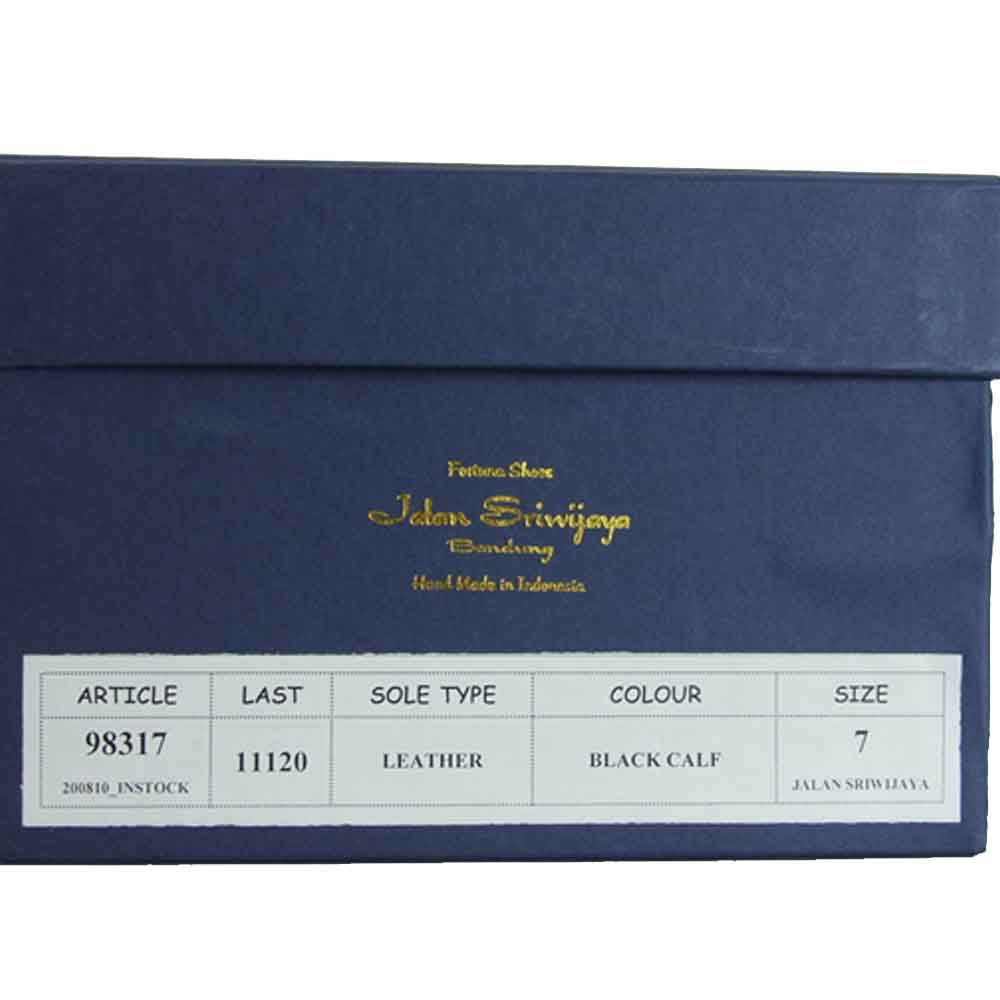 Fortuna Shoes
Jalan Sriwijaya
Bandung
Hand Made in Indonesia
ARTICLE LAST SOLE TYPE COLOUR SIZE
98317 11120 LEATHER BLACK CALF 7
200810_INSTOCK JALAN SRIWIJAYA